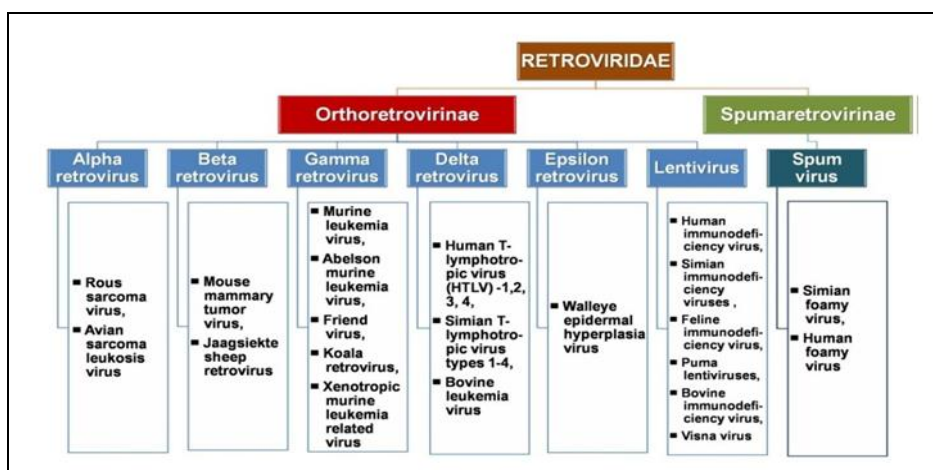 RETROVIRIDAE
Orthoretrovirinae
Spumaretrovirinae
Alpha
retrovirus
Beta
retrovirus
Gamma
retrovirus
Delta
retrovirus
Epsilon
retrovirus
Lentivirus
Spum
virus
Rous
sarcoma
virus,
Avian
sarcoma
leukosis
virus
Mouse
mammary
tumor virus,
Jaagsiekte
sheep
retrovirus
Murine
leukemia
virus,
Abelson
murine
leukemia
virus,
Friend
virus,
Koala
retrovirus,
Xenotropic
murine
leukemia
related
virus
Human T-
lymphotro-
pic virus
(HTLV) -1,2,
3, 4,
Simian T-
lymphotro-
pic virus
types 1-4,
Bovine
leukemia
virus
Walleye
epidermal
hyperplasia
virus
Human
immunodefi-
ciency virus,
Simian
immunodefi-
ciency
viruses ,
Feline
immunodefi-
ciency virus,
Puma
lentiviruses,
Bovine
immunodefi-
ciency virus,
Visna virus
Simian
foamy
virus,
Human
foamy
virus